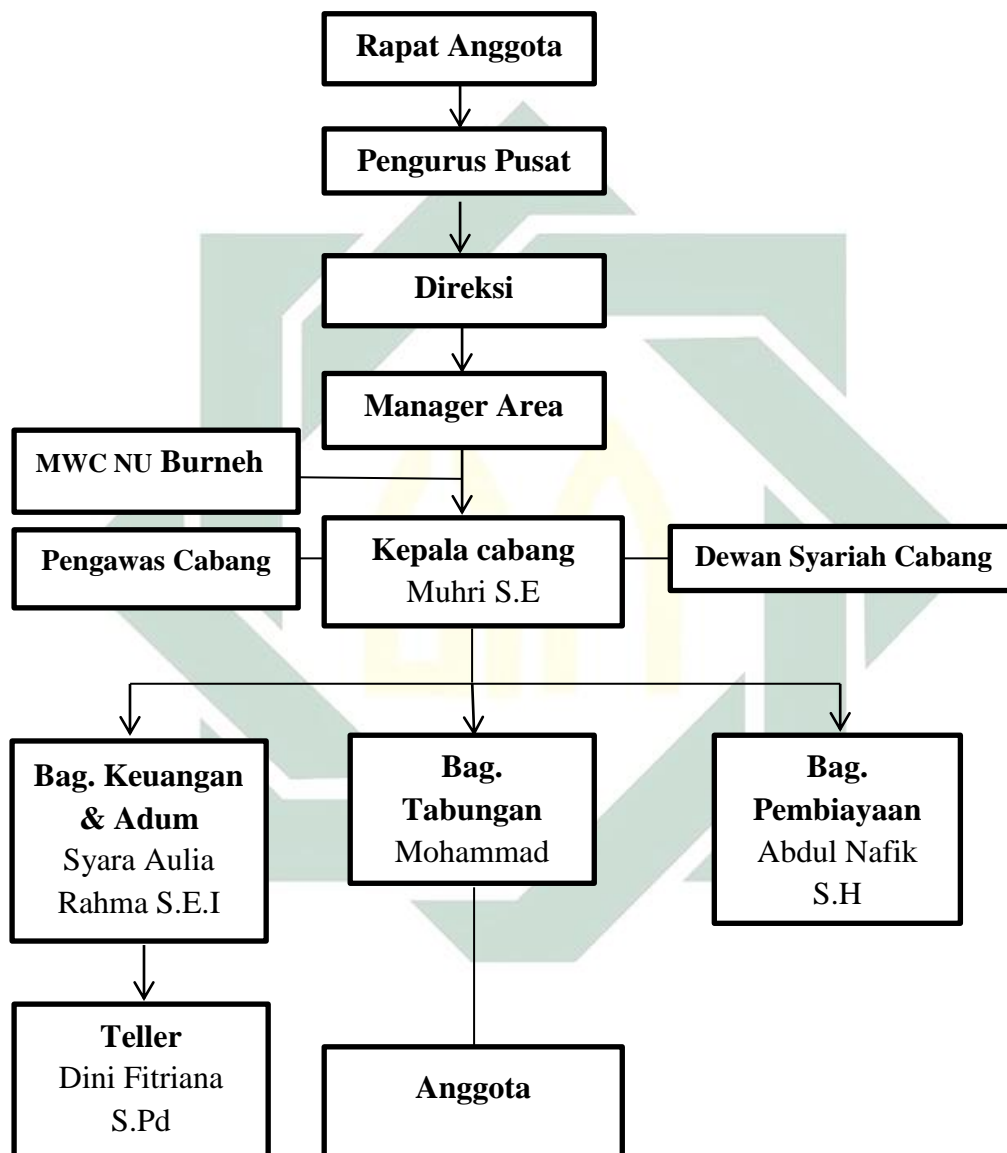 Rapat Anggota
Pengurus Pusat
Direksi
Manager Area
MWC NU Burneh
Pengawas Cabang
Kepala cabang
Muhri S.E
Dewan Syariah Cabang
Bag. Keuangan
& Adum
Syara Aulia
Rahma S.E.I
Bag.
Tabungan
Mohammad
Bag.
Pembiayaan
Abdul Nafik
S.H
Teller
Dini Fitriana
S.Pd
Anggota